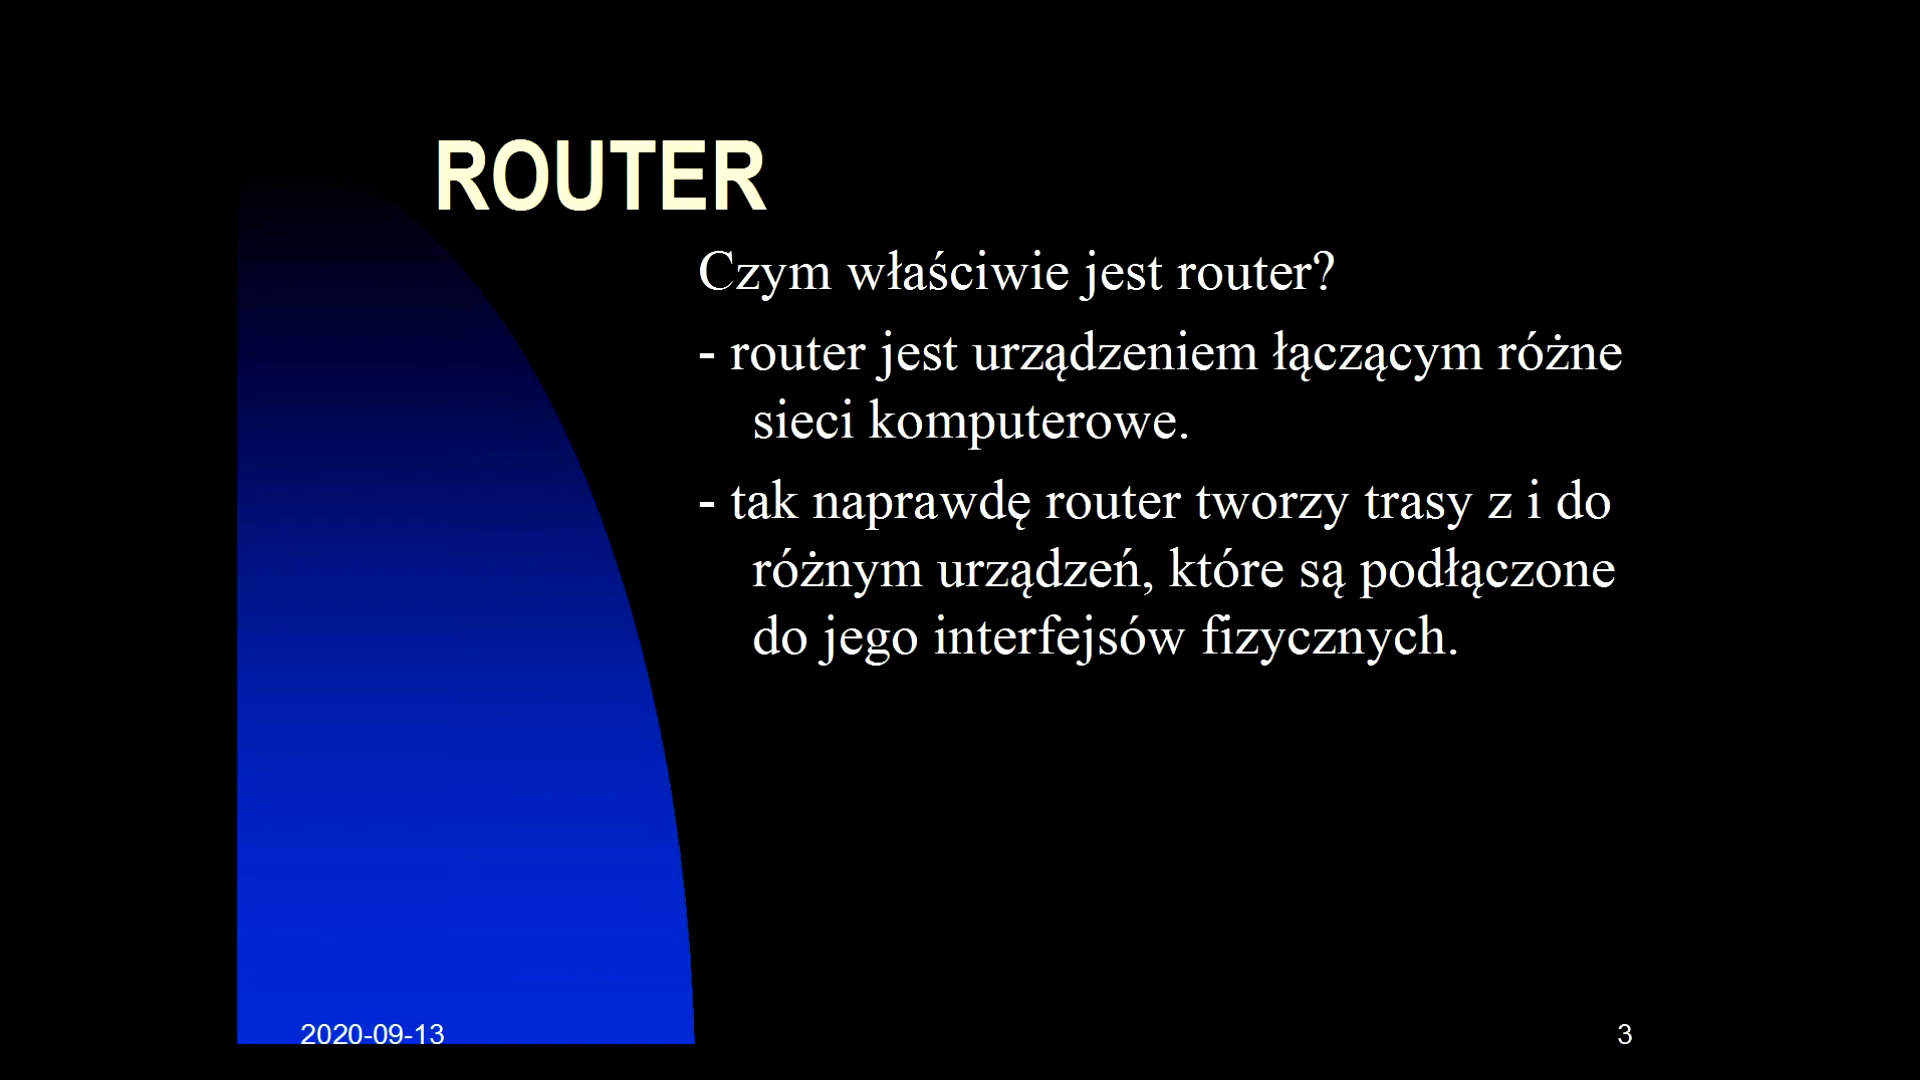 ROUTER
Czym właściwie jest router?
- router jest urządzeniem łączącym różne
sieci komputerowe.
- tak naprawdę router tworzy trasy z i do
różnym urządzeń, które są podłączone
do jego interfejsów fizycznych.
2020-09-13
3